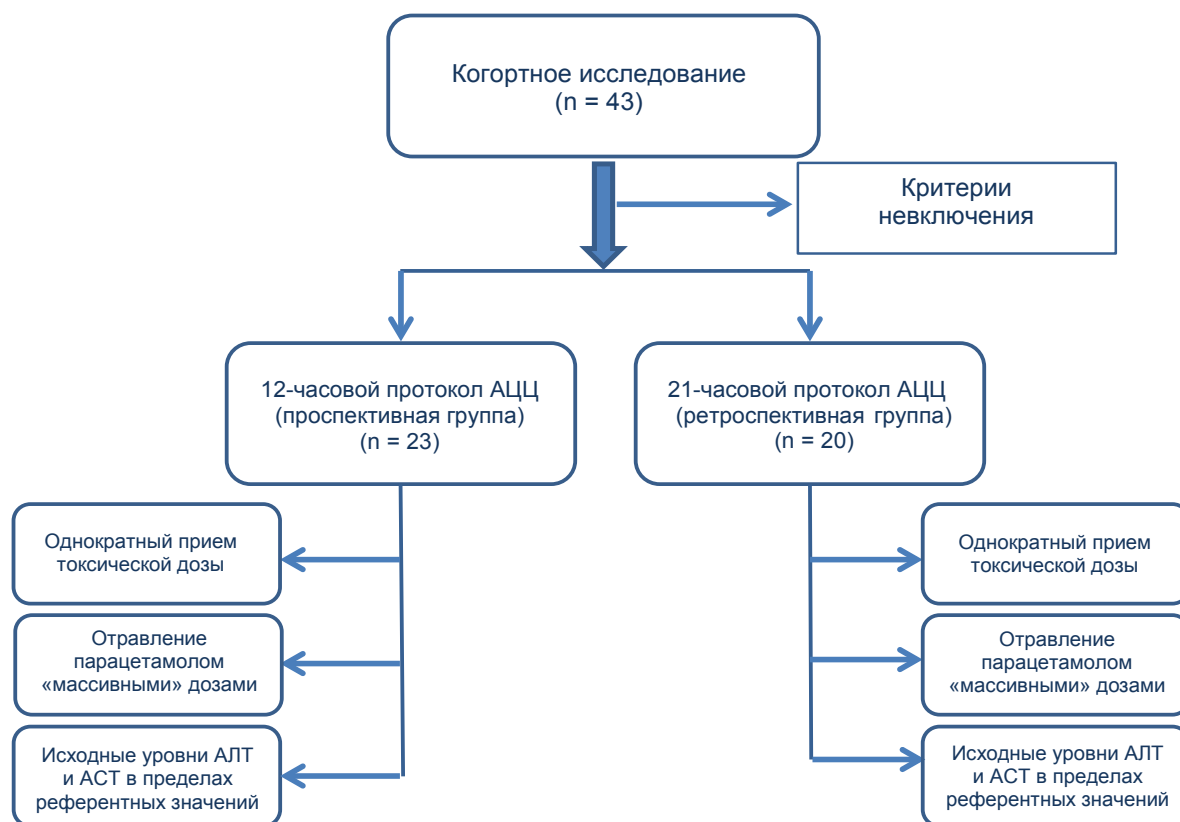 Когортное исследование
(n = 43)
Критерии
невключения
12-часовой протокол АЦЦ
(проспективная группа)
(n = 23)
21-часовой протокол АЦЦ
(ретроспективная группа)
(n = 20)
Однократный прием
токсической дозы
Отравление
парацетамолом
«массивными» дозами
Исходные уровни АЛТ
и АСТ в пределах
референтных значений
Однократный прием
токсической дозы
Отравление
парацетамолом
«массивными» дозами
Исходные уровни АЛТ
и АСТ в пределах
референтных значений